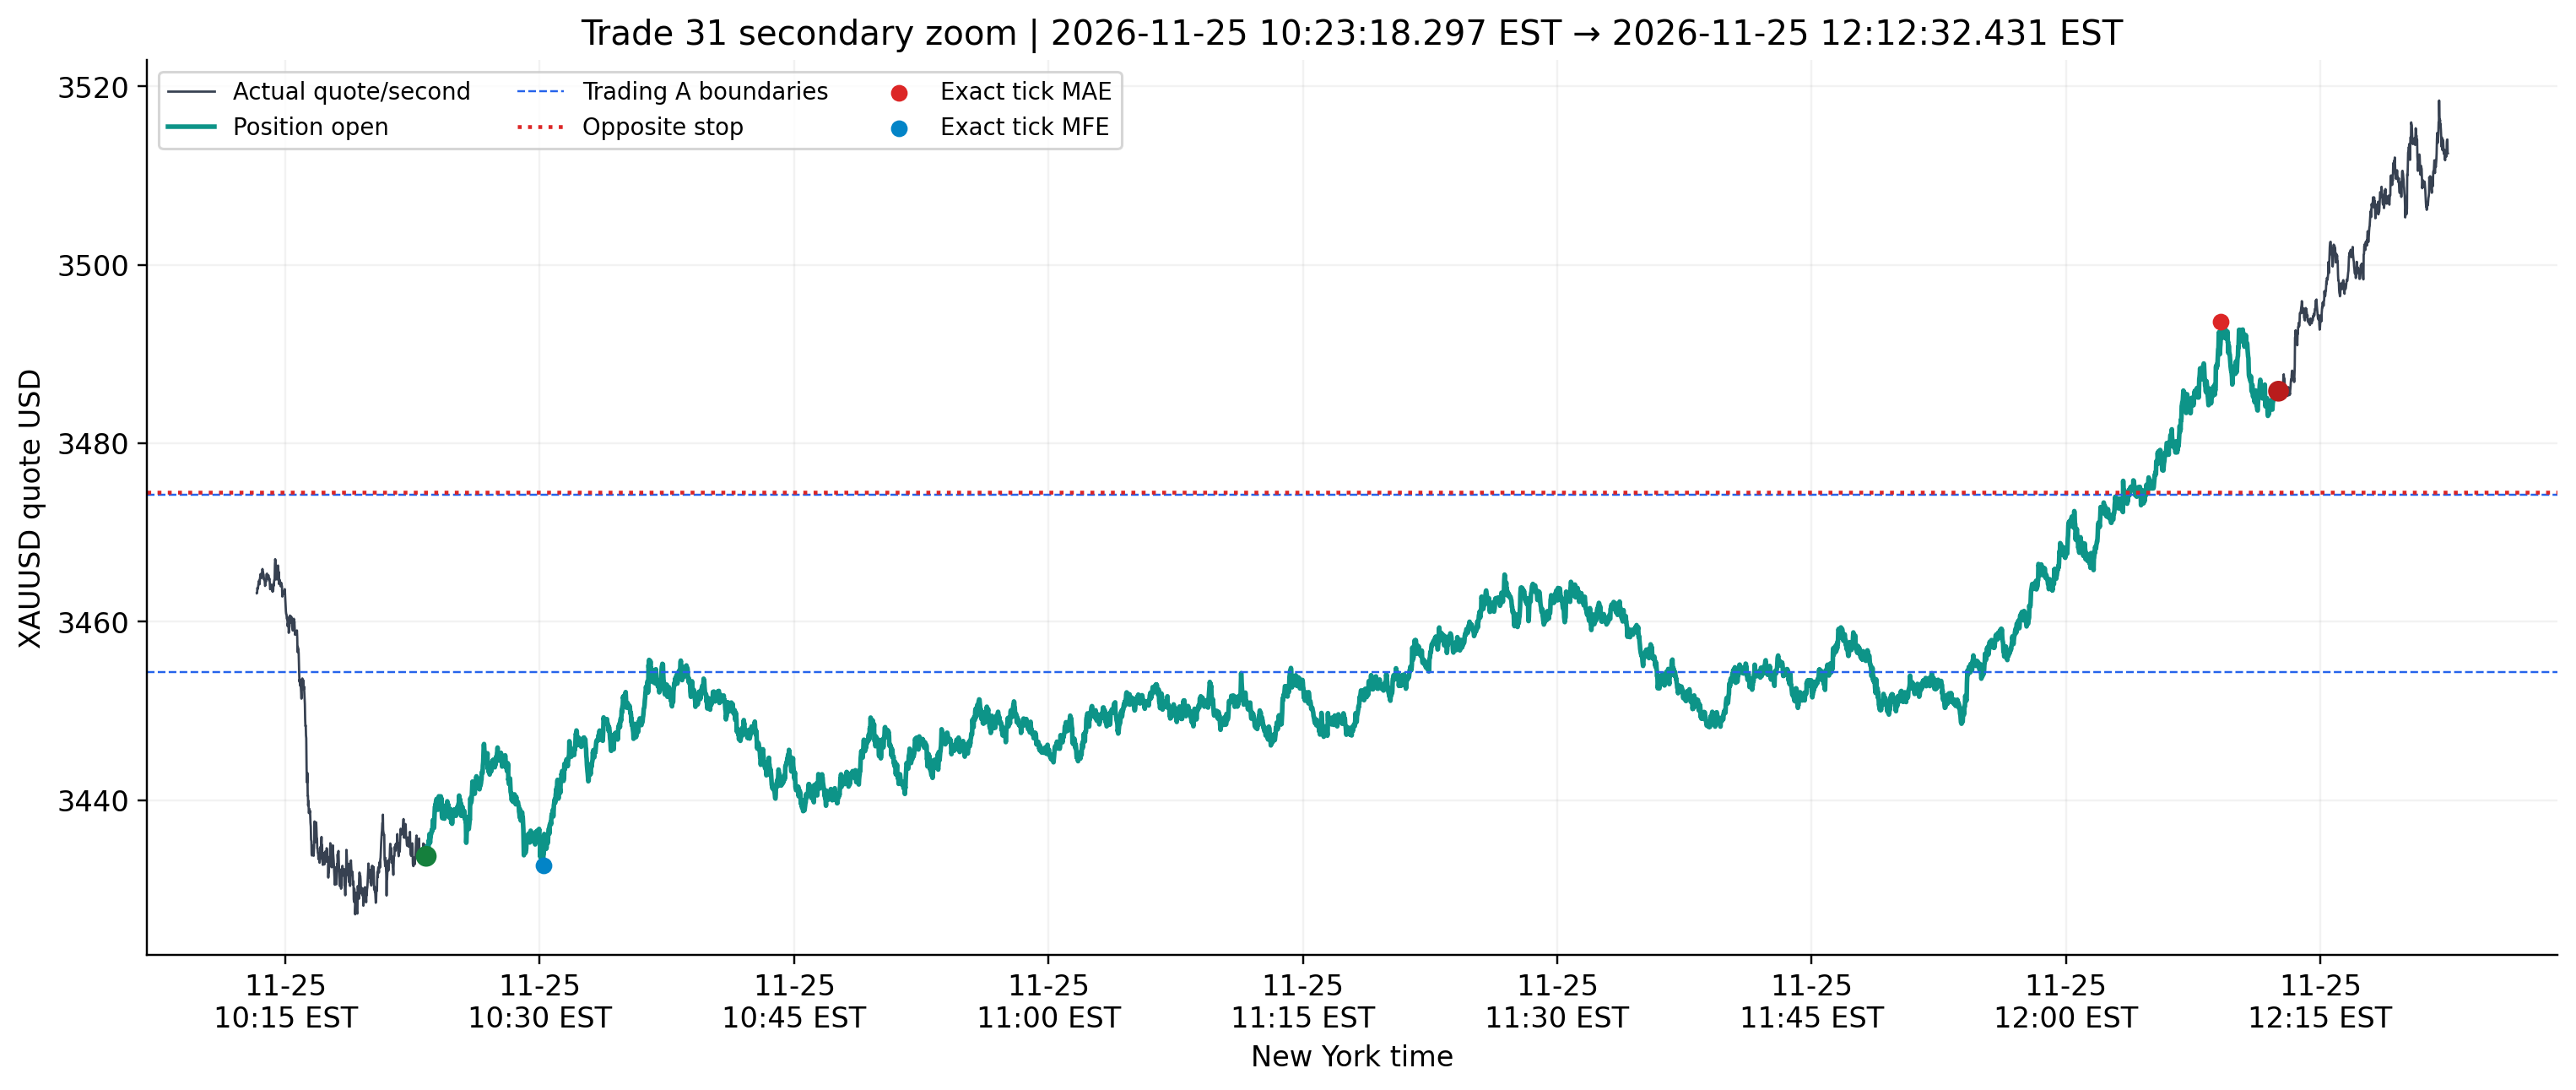 Trade 31 secondary zoom | 2026-11-25 10:23:18.297 EST → 2026-11-25 12:12:32.431 EST
Actual quote/second
Position open
Trading A boundaries
Opposite stop
Exact tick MAE
Exact tick MFE
XAUUSD quote USD
3520
3500
3480
3460
3440
11-25
10:15 EST
11-25
10:30 EST
11-25
10:45 EST
11-25
11:00 EST
11-25
11:15 EST
11-25
11:30 EST
11-25
11:45 EST
11-25
12:00 EST
11-25
12:15 EST
New York time